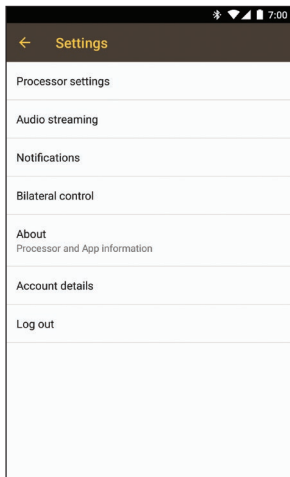 7:00
Settings
Processor settings
Audio streaming
Notifications
Bilateral control
About
Processor and App information
Account details
Log out